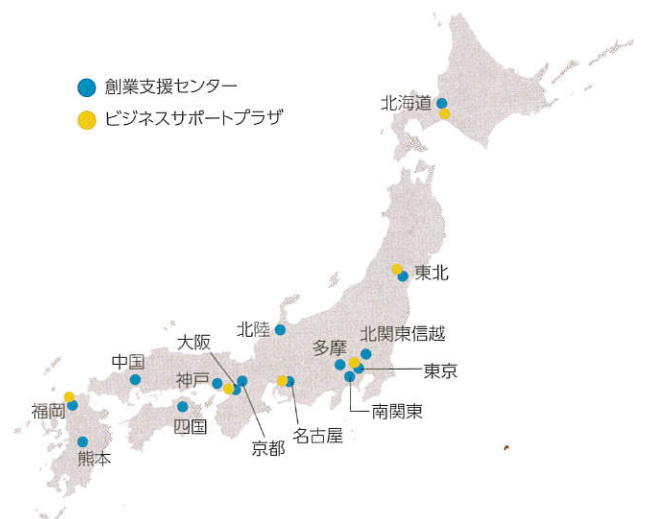 創業支援センター
ビジネスサポートプラザ
北海道
東北
北陸
北関東信越
大阪
多摩
中国
神戸
東京
福岡
四国
南関東
名古屋
京都
熊本